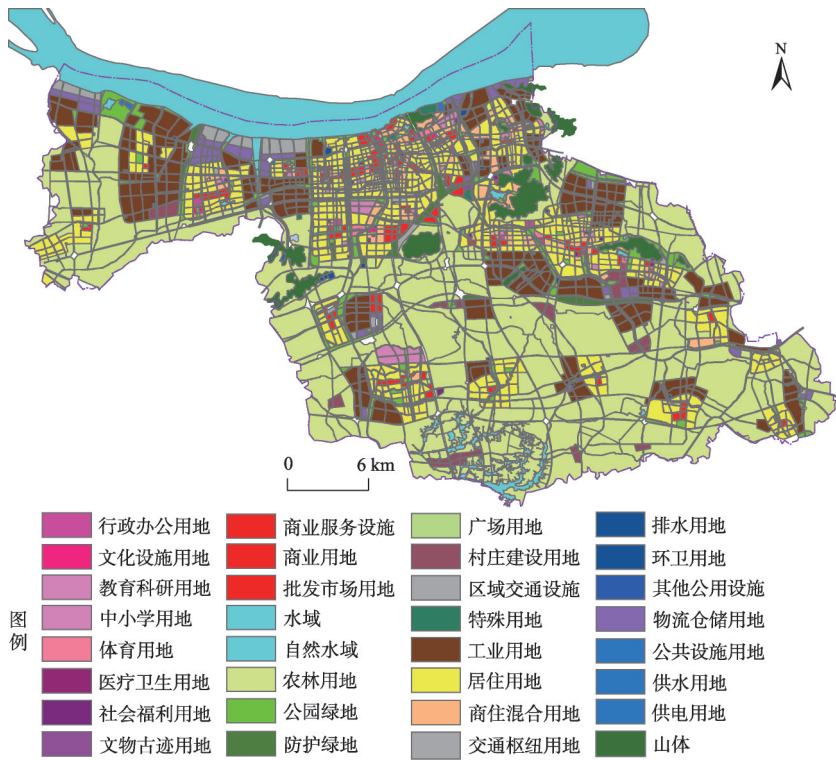 N
0 6 km
图例
行政办公用地 商业服务设施 广场用地 排水用地
文化设施用地 商业用地 村庄建设用地 环卫用地
教育科研用地 批发市场用地 区域交通设施 其他公用设施
中小学用地 水域 特殊用地 物流仓储用地
体育用地 自然水域 工业用地 公共设施用地
医疗卫生用地 农林用地 居住用地 供水用地
社会福利用地 公园绿地 商住混合用地 供电用地
文物古迹用地 防护绿地 交通枢纽用地 山体